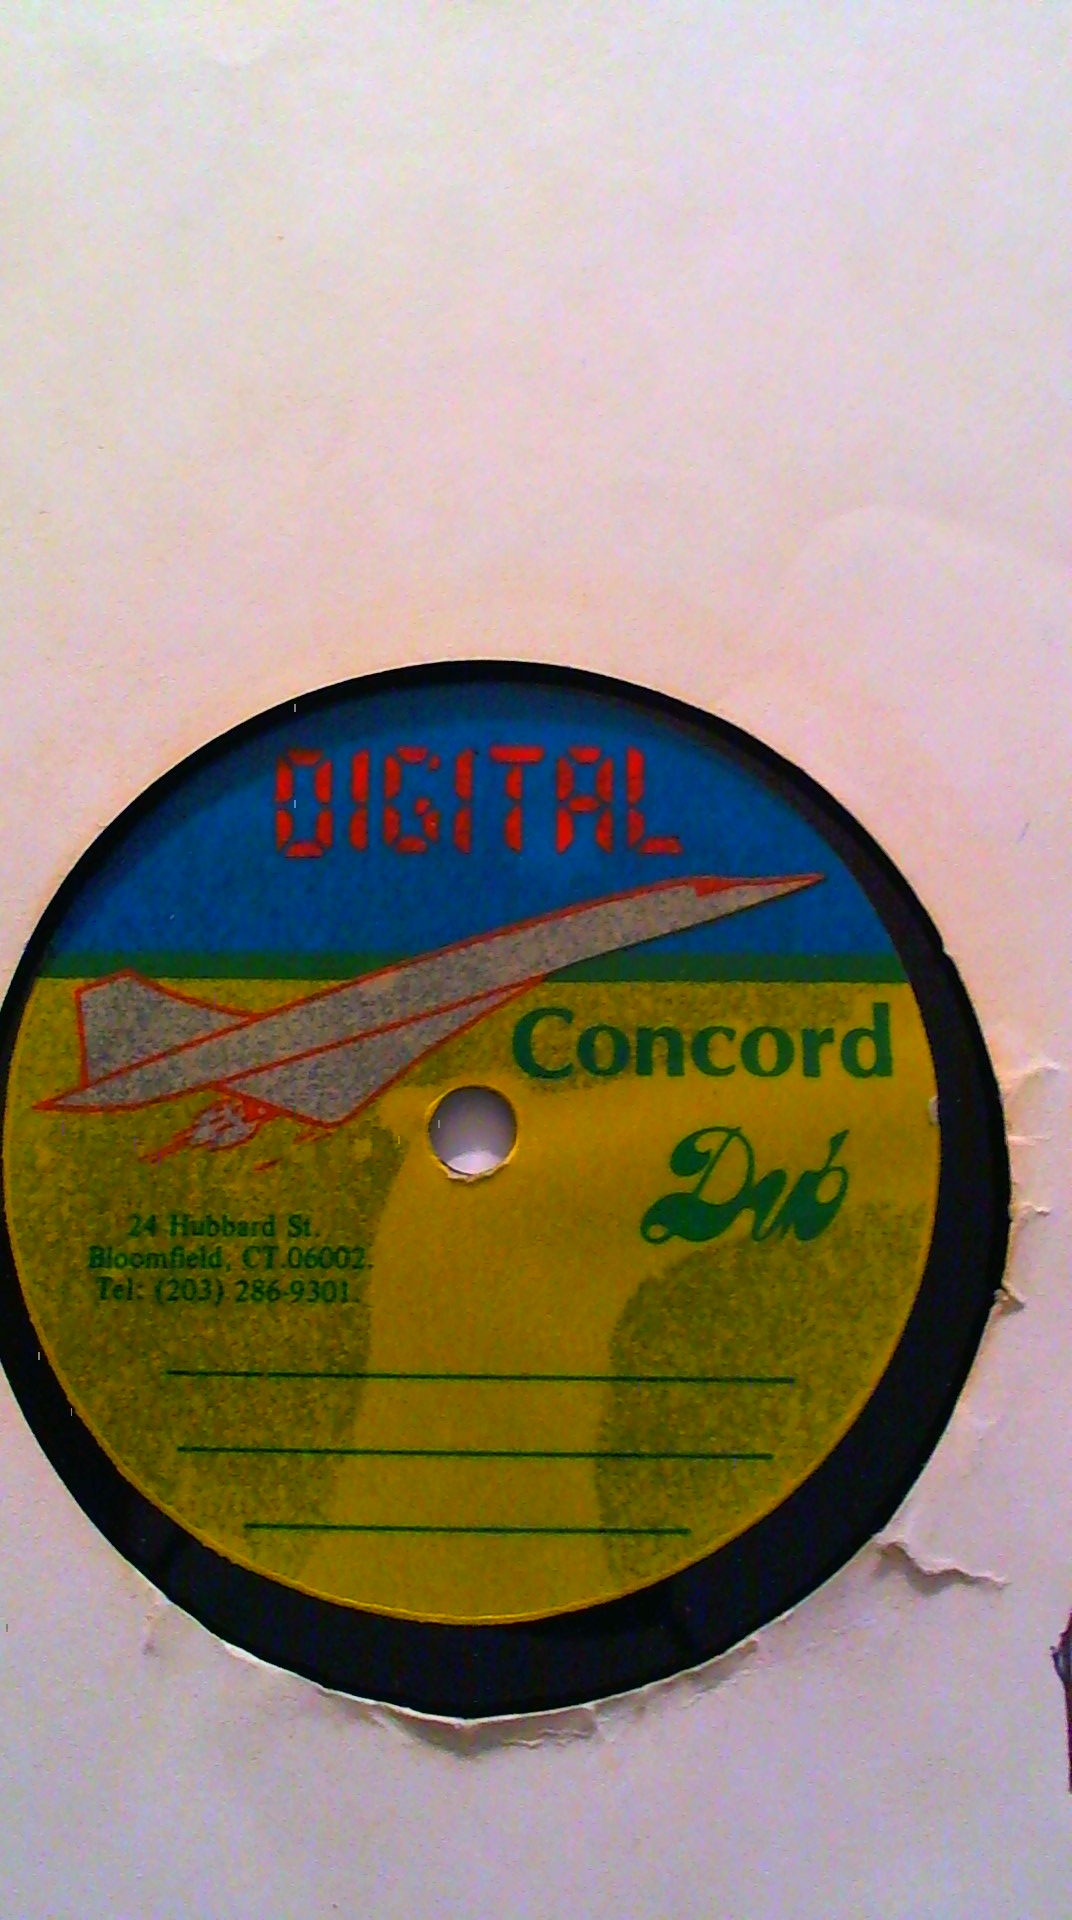 DIGITAL
Concord
Dub
24 Hubbard St.
Bloomfield, CT.06002.
Tel: (203) 286-9301.